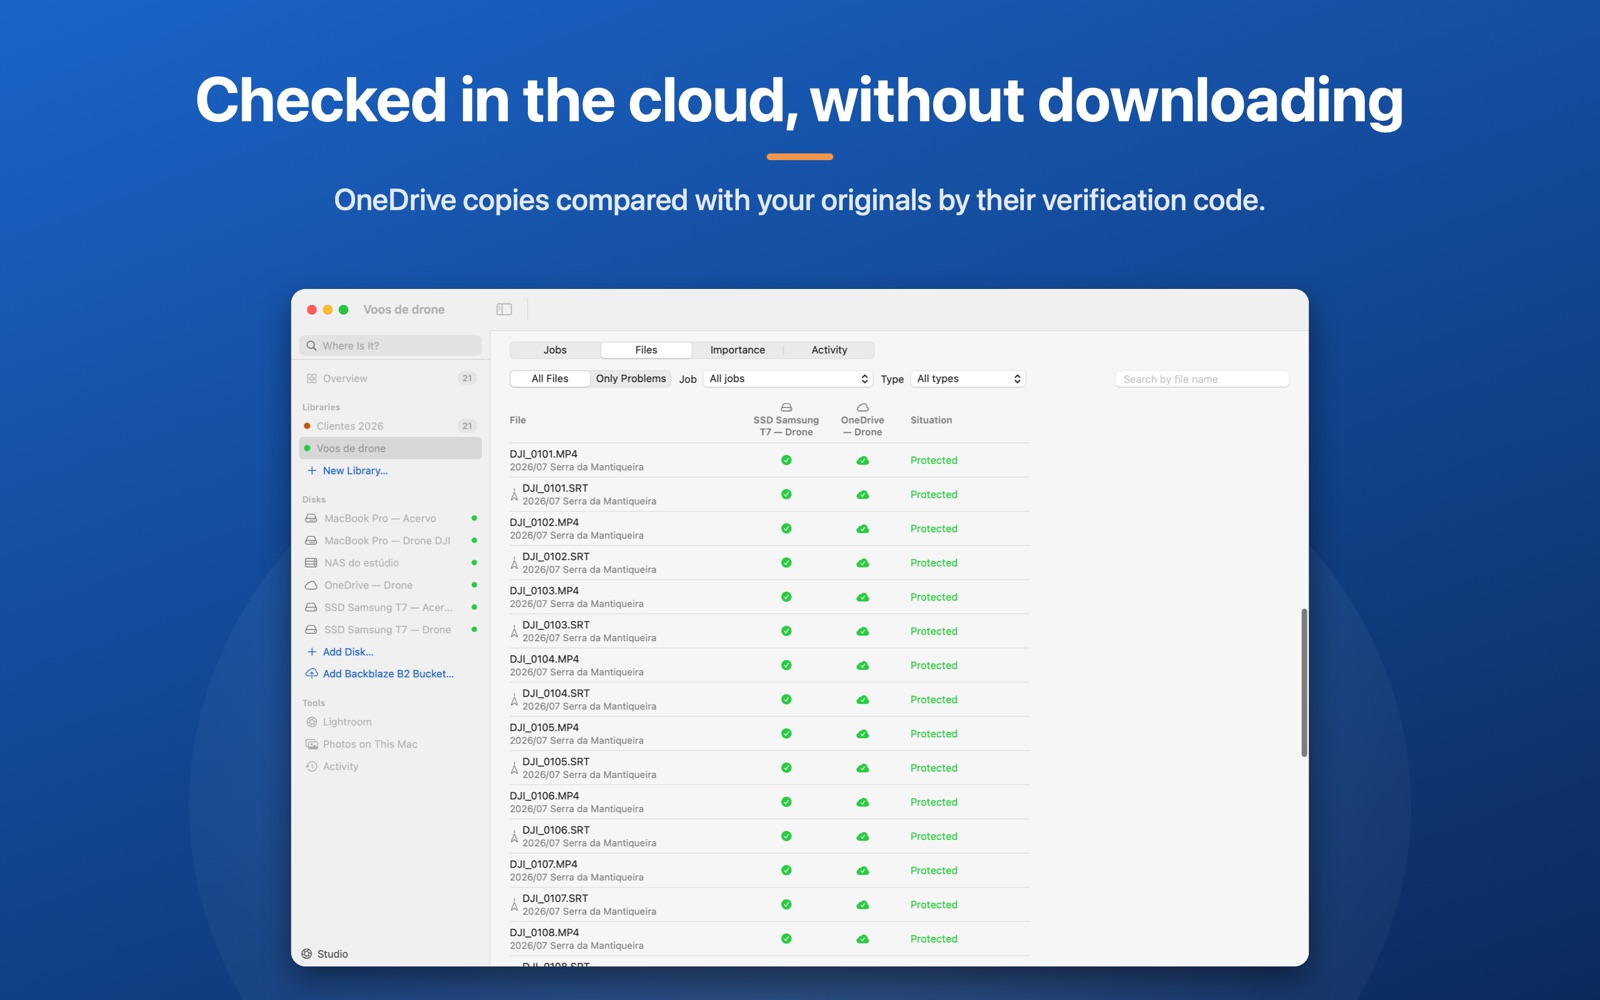 Checked in the cloud, without downloading
OneDrive copies compared with your originals by their verification code.
Voos de drone
Where Is It?
Overview 21
Libraries
Clientes 2026 21
Voos de drone
New Library...
Disks
MacBook Pro — Acervo
MacBook Pro — Drone DJI
NAS do estúdio
OneDrive — Drone
SSD Samsung T7 — Acer...
SSD Samsung T7 — Drone
Add Disk...
Add Backblaze B2 Bucket...
Tools
Lightroom
Photos on This Mac
Activity
Studio
Jobs Files Importance Activity
All Files Only Problems Job All jobs Type All types Search by file name
File SSD Samsung T7 — Drone OneDrive — Drone Situation
DJI_0101.MP4 Protected
2026/07 Serra da Mantiqueira
DJI_0101.SRT Protected
2026/07 Serra da Mantiqueira
DJI_0102.MP4 Protected
2026/07 Serra da Mantiqueira
DJI_0102.SRT Protected
2026/07 Serra da Mantiqueira
DJI_0103.MP4 Protected
2026/07 Serra da Mantiqueira
DJI_0103.SRT Protected
2026/07 Serra da Mantiqueira
DJI_0104.MP4 Protected
2026/07 Serra da Mantiqueira
DJI_0104.SRT Protected
2026/07 Serra da Mantiqueira
DJI_0105.MP4 Protected
2026/07 Serra da Mantiqueira
DJI_0105.SRT Protected
2026/07 Serra da Mantiqueira
DJI_0106.MP4 Protected
2026/07 Serra da Mantiqueira
DJI_0106.SRT Protected
2026/07 Serra da Mantiqueira
DJI_0107.MP4 Protected
2026/07 Serra da Mantiqueira
DJI_0107.SRT Protected
2026/07 Serra da Mantiqueira
DJI_0108.MP4 Protected
2026/07 Serra da Mantiqueira